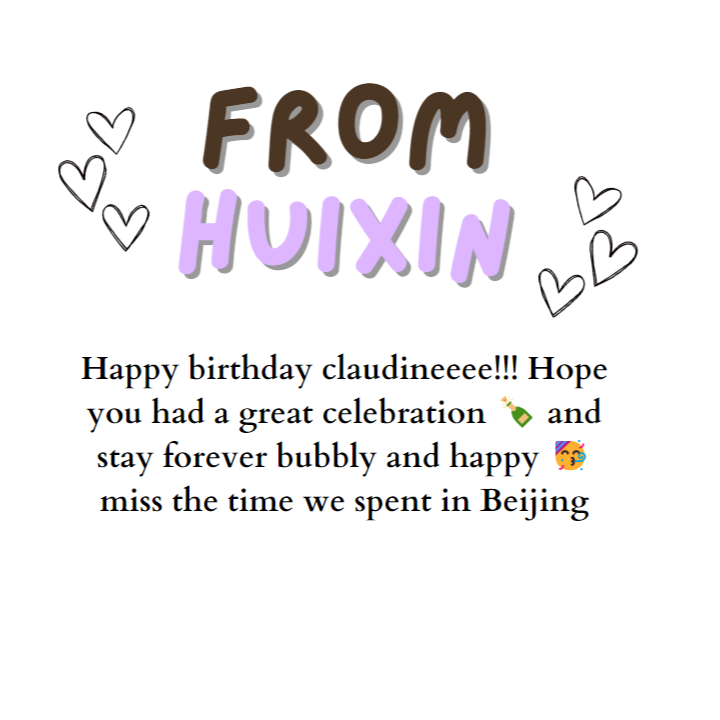 FROM
HUIXIN
Happy birthday claudineeee!!! Hope
you had a great celebration 🍾 and
stay forever bubbly and happy 🥳
miss the time we spent in Beijing